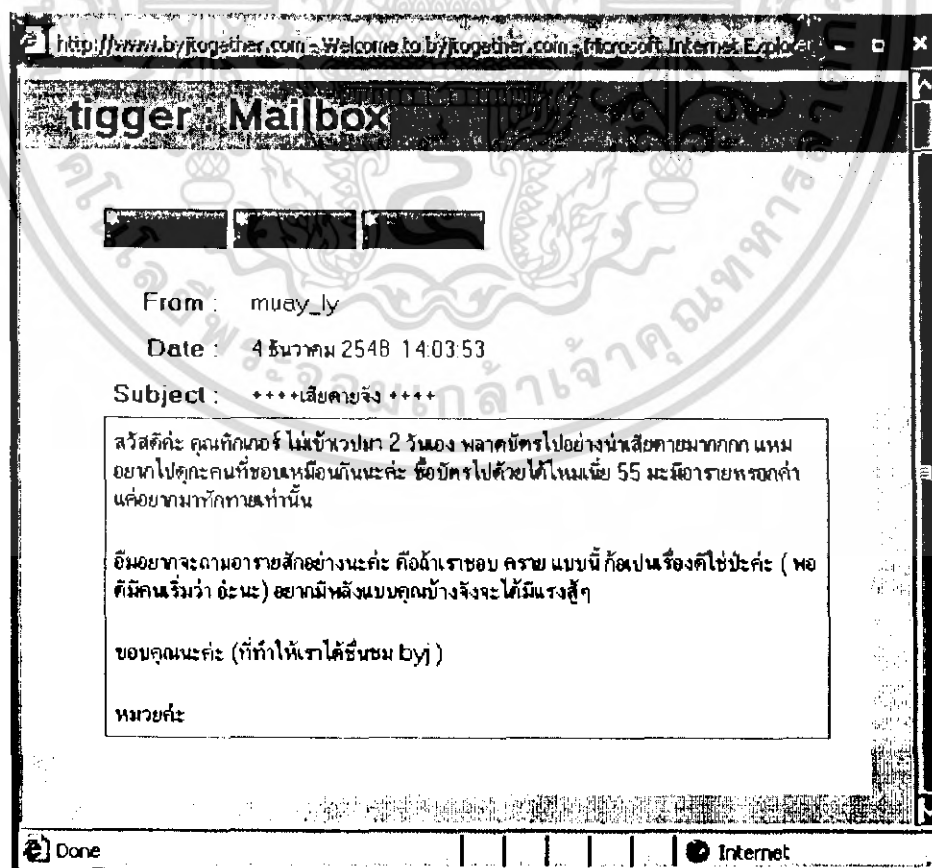 http://www.byjtogether.com - Welcome to byjtogether.com - Microsoft Internet Explorer
tigger : Mailbox
From : muay_ly
Date : 4 ธันวาคม 2548 14:03:53
Subject : ++++เสียดายจัง ++++
สวัสดีค่ะ คุณทิกเกอร์ ไม่เข้าเวปมา 2 วันเอง พลาดบัตรไปอย่างน่าเสียดายมากกกก แหม
อยากไปดูกะคนที่ชอบเหมือนกันนะค่ะ ซื้อบัตรไปด้วยได้ไหมเนี่ย 55 มะมีอารายหรอกค่า
แค่อยากมาทักทายเท่านั้น
อืมอยากจะถามอารายสักอย่างนะค่ะ คือถ้าเราชอบ คราย แบบนี้ ก้อเปนเรื่องดีใช่ป่ะค่ะ ( พอ
ดีมีคนเริ่มว่า อ่ะนะ ) อยากมีพลังแบบคุณบ้างจังจะได้มีแรงสู้ๆ
ขอบคุณนะค่ะ (ที่ทำให้เราได้ชื่นชม byj )
หมวยค่ะ
Done
Internet